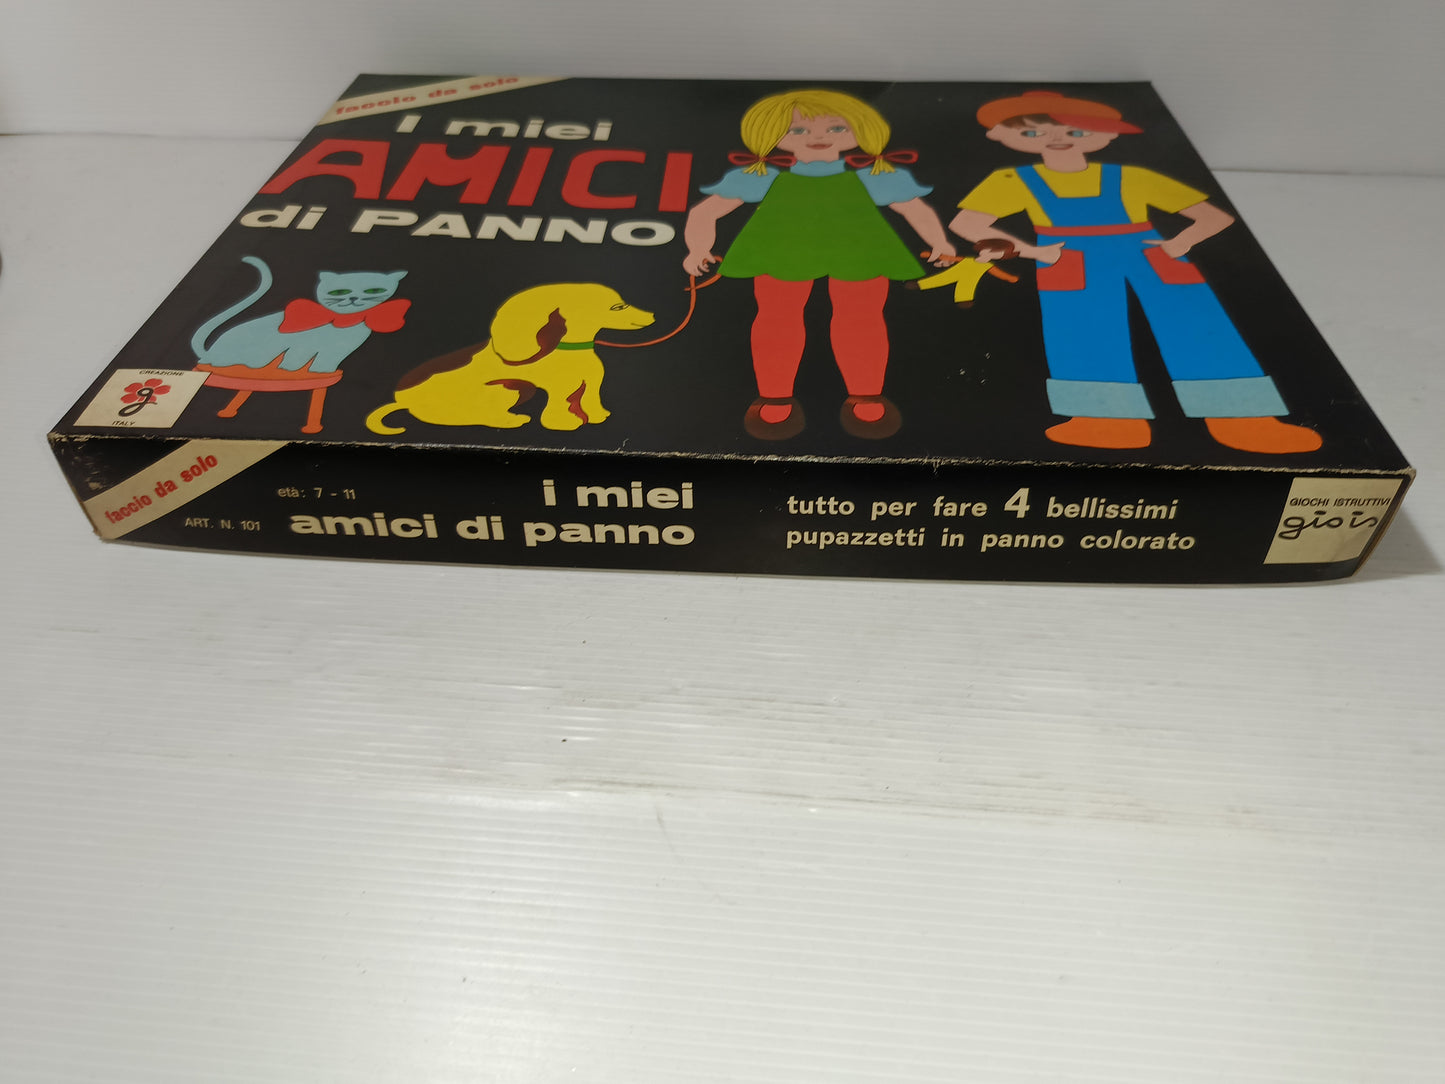 faccio da solo
I miei
AMICI
di PANNO
CREAZIONE
g
ITALY
faccio da solo
età: 7 - 11
ART. N. 101
i miei
amici di panno
tutto per fare 4 bellissimi
pupazzetti in panno colorato
GIOCHI ISTRUTTIVI
giois